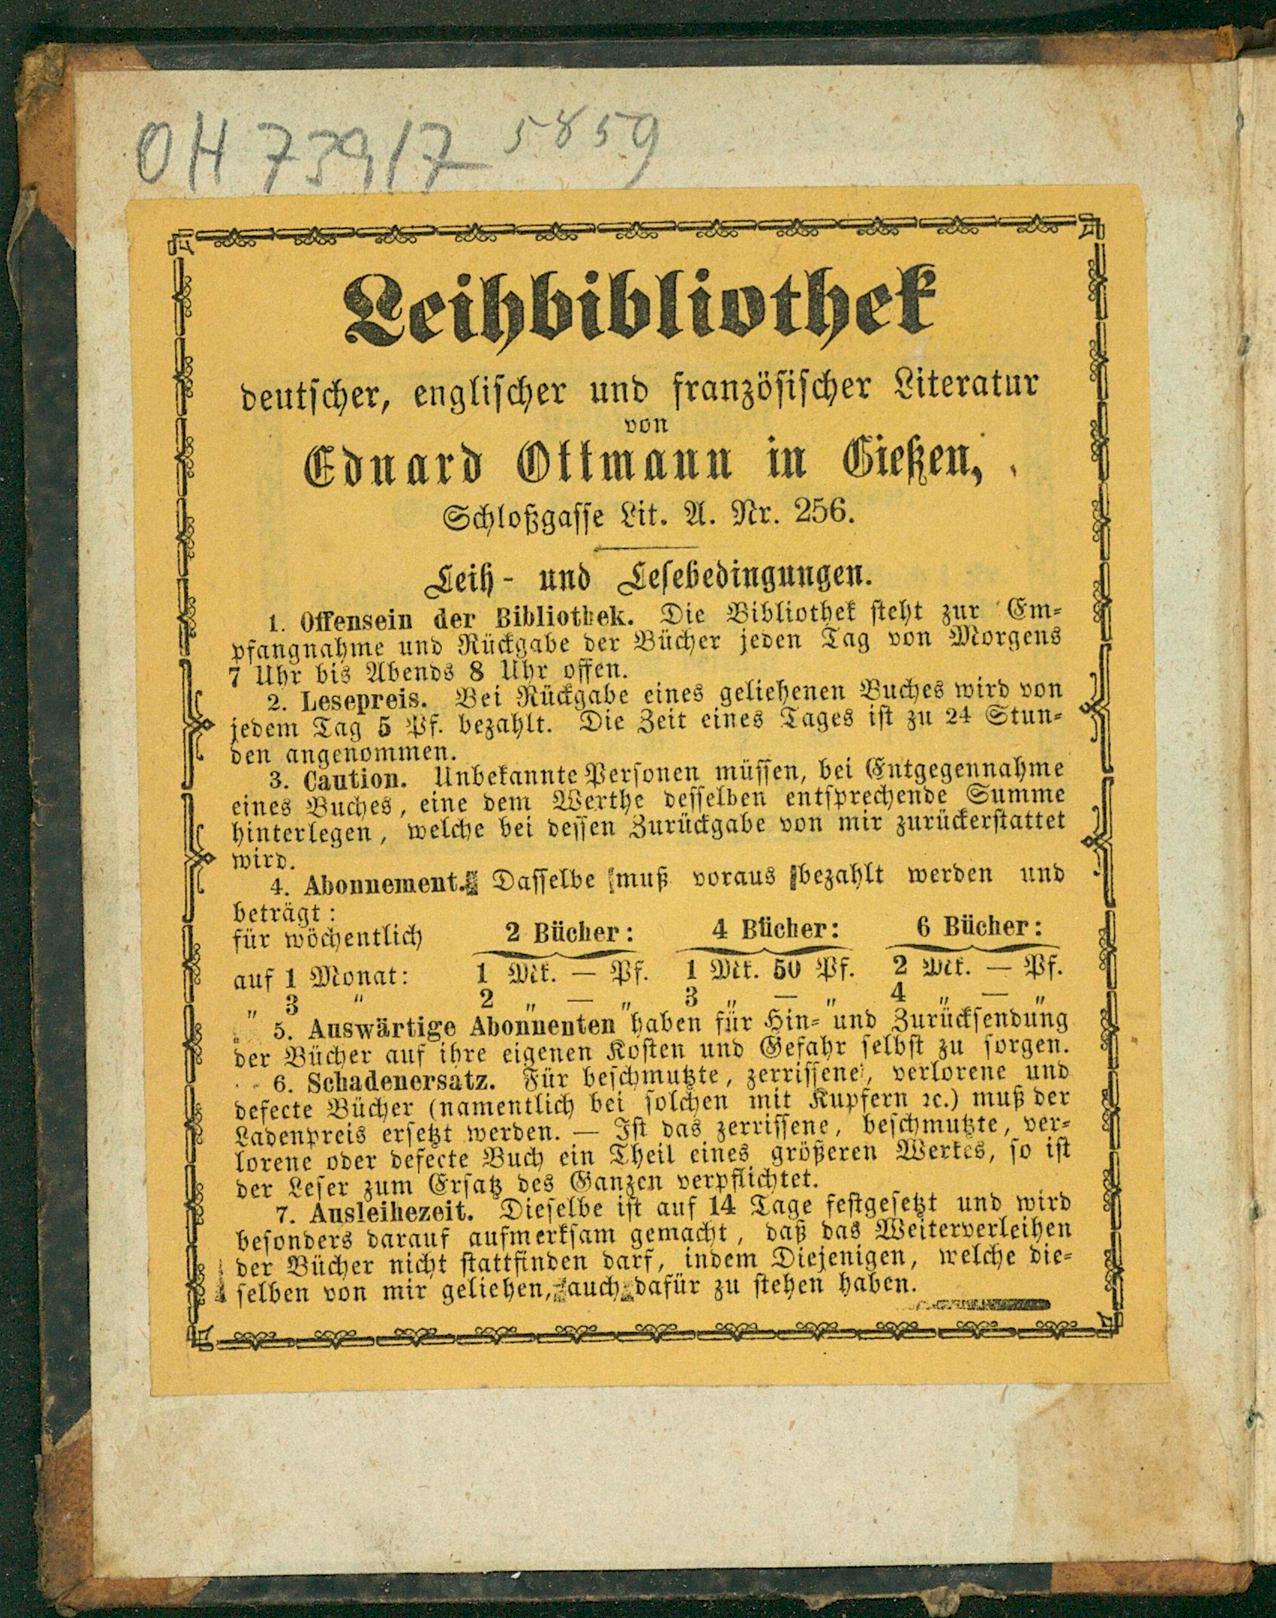 OH 73917 5859
Leihbibliothek
deutscher, englischer und französischer Literatur
von
Eduard Ottmann in Gießen,
Schloßgasse Lit. A. Nr. 256.
Leih- und Lesebedingungen.
1. Offensein der Bibliothek. Die Bibliothek steht zur Em-
pfangnahme und Rückgabe der Bücher jeden Tag von Morgens
7 Uhr bis Abends 8 Uhr offen.
2. Lesepreis. Bei Rückgabe eines geliehenen Buches wird von
jedem Tag 5 Pf. bezahlt. Die Zeit eines Tages ist zu 24 Stun-
den angenommen.
3. Caution. Unbekannte Personen müssen, bei Entgegennahme
eines Buches, eine dem Werthe desselben entsprechende Summe
hinterlegen, welche bei dessen Zurückgabe von mir zurückerstattet
wird.
4. Abonnement. Dasselbe muß voraus bezahlt werden und
beträgt:
für wöchentlich 2 Bücher: 4 Bücher: 6 Bücher:
auf 1 Monat: 1 Mk. — Pf. 1 Mk. 50 Pf. 2 Mk. — Pf.
" 3 " 2 " — " 3 " — " 4 " — "
5. Auswärtige Abonnenten haben für Hin- und Zurücksendung
der Bücher auf ihre eigenen Kosten und Gefahr selbst zu sorgen.
6. Schadenersatz. Für beschmutzte, zerrissene, verlorene und
defecte Bücher (namentlich bei solchen mit Kupfern ꝛc.) muß der
Ladenpreis ersetzt werden. — Ist das zerrissene, beschmutzte, ver-
lorene oder defecte Buch ein Theil eines größeren Werkes, so ist
der Leser zum Ersatz des Ganzen verpflichtet.
7. Ausleihezeit. Dieselbe ist auf 14 Tage festgesetzt und wird
besonders darauf aufmerksam gemacht, daß das Weiterverleihen
der Bücher nicht stattfinden darf, indem Diejenigen, welche die-
selben von mir geliehen, auch dafür zu stehen haben.